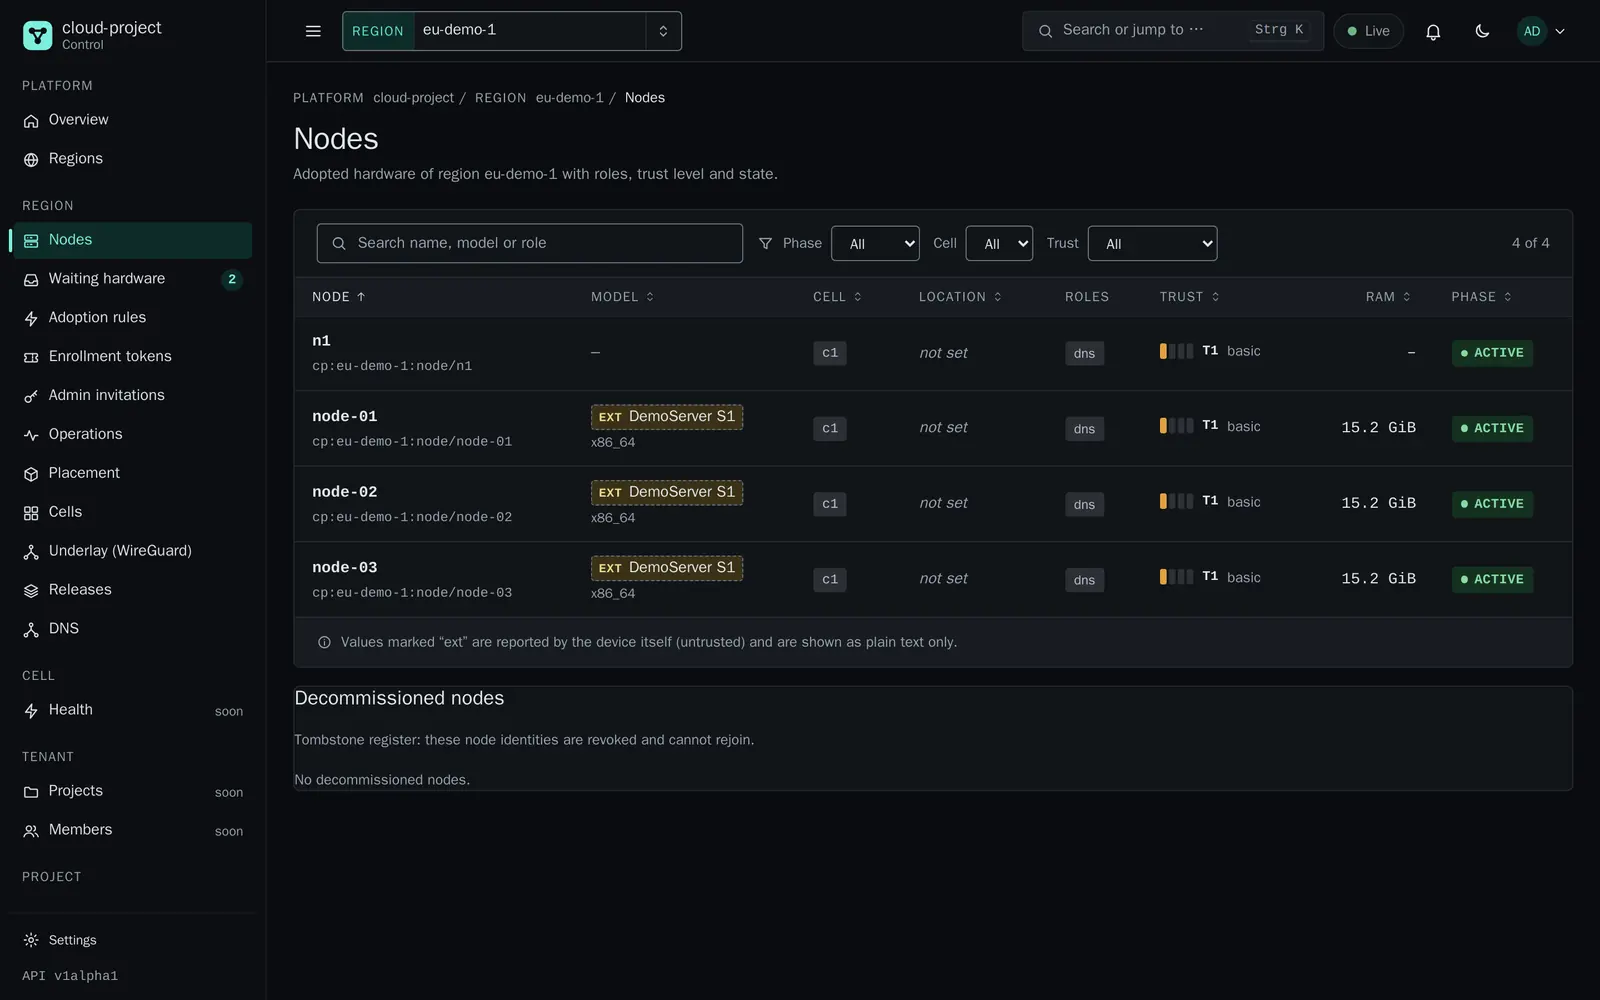 cloud-project
Control
PLATFORM
Overview
Regions
REGION
Nodes
Waiting hardware 2
Adoption rules
Enrollment tokens
Admin invitations
Operations
Placement
Cells
Underlay (WireGuard)
Releases
DNS
CELL
Health soon
TENANT
Projects soon
Members soon
PROJECT
Settings
API v1alpha1
REGION eu-demo-1
Search or jump to ··· Strg K
Live
AD
PLATFORM cloud-project / REGION eu-demo-1 / Nodes
Nodes
Adopted hardware of region eu-demo-1 with roles, trust level and state.
Search name, model or role Phase All Cell All Trust All 4 of 4
NODE ↑ MODEL CELL LOCATION ROLES TRUST RAM PHASE
n1
cp:eu-demo-1:node/n1
– c1 not set dns T1 basic – ACTIVE
node-01
cp:eu-demo-1:node/node-01
EXT DemoServer S1
x86_64
c1 not set dns T1 basic 15.2 GiB ACTIVE
node-02
cp:eu-demo-1:node/node-02
EXT DemoServer S1
x86_64
c1 not set dns T1 basic 15.2 GiB ACTIVE
node-03
cp:eu-demo-1:node/node-03
EXT DemoServer S1
x86_64
c1 not set dns T1 basic 15.2 GiB ACTIVE
Values marked “ext” are reported by the device itself (untrusted) and are shown as plain text only.
Decommissioned nodes
Tombstone register: these node identities are revoked and cannot rejoin.
No decommissioned nodes.